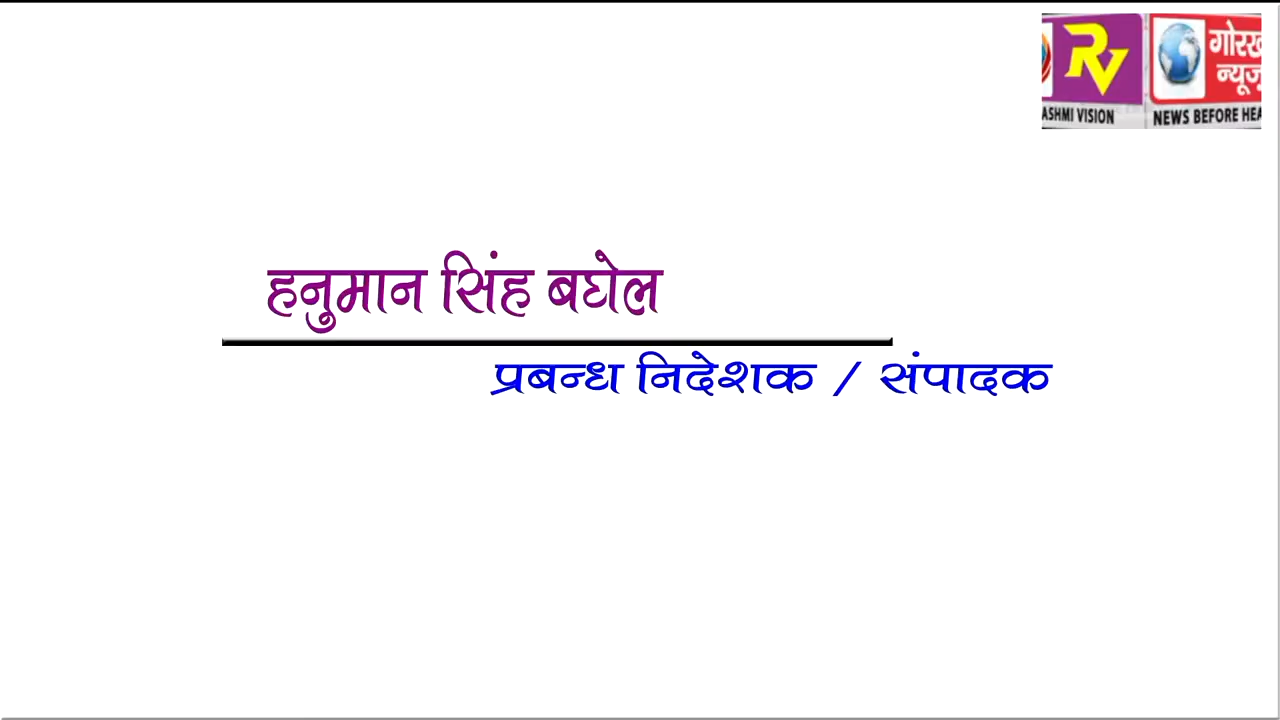 RV
गोरख
न्यूज
ASHMI VISION
NEWS BEFORE HEA
हनुमान सिंह बघेल
प्रबन्ध निदेशक / संपादक